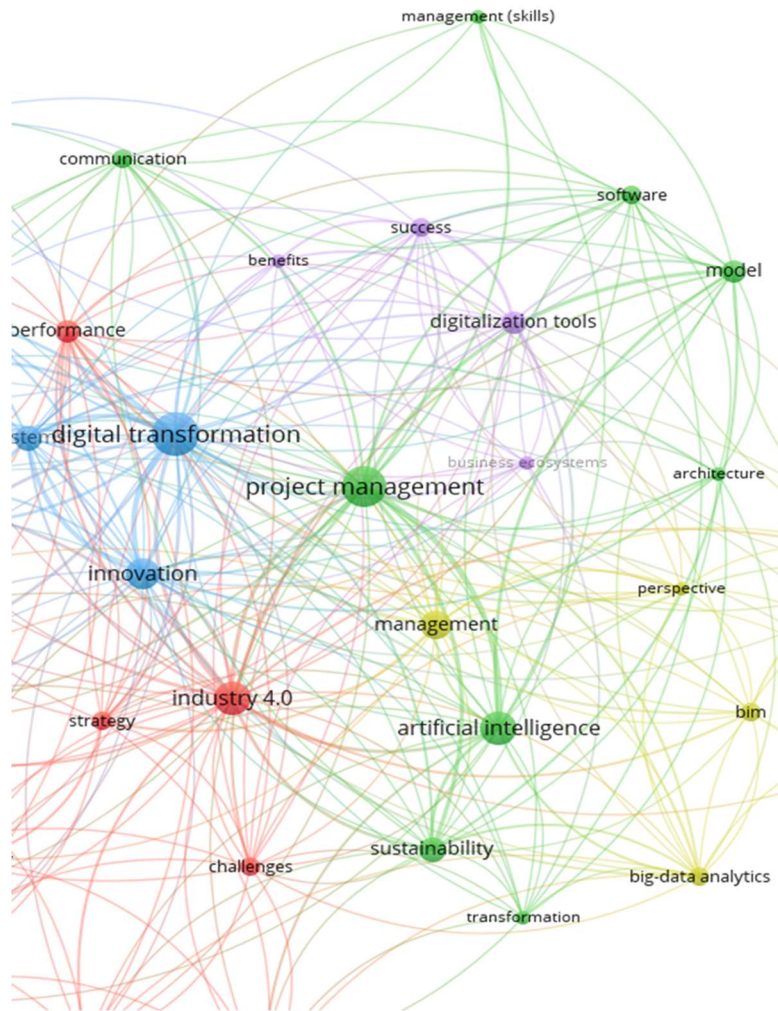 management (skills)
communication
software
success
benefits
model
digitalization tools
performance
digital transformation
business ecosystems
architecture
project management
innovation
perspective
management
industry 4.0
bim
strategy
artificial intelligence
sustainability
challenges
big-data analytics
transformation